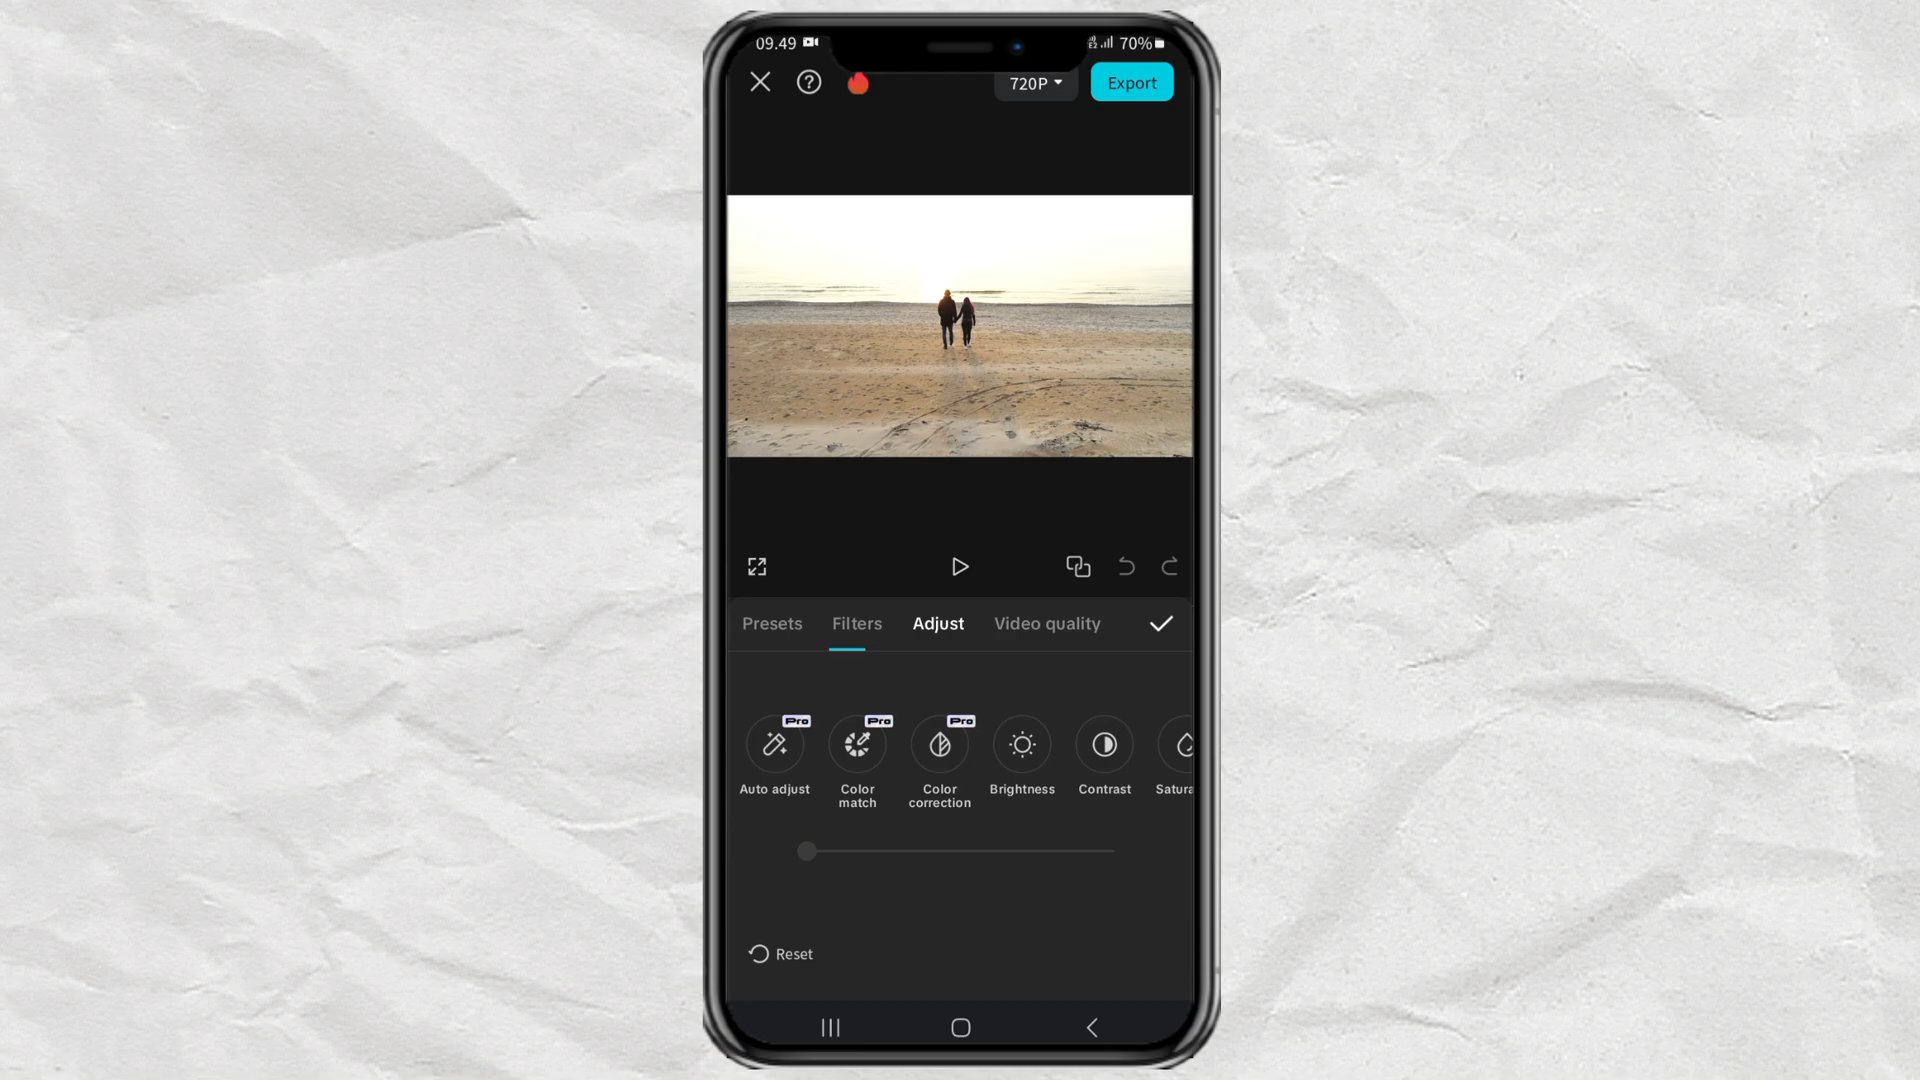 09.49
70%
720P
Export
Presets
Filters
Adjust
Video quality
Pro
Pro
Pro
Auto adjust
Color
match
Color
correction
Brightness
Contrast
Satura
Reset